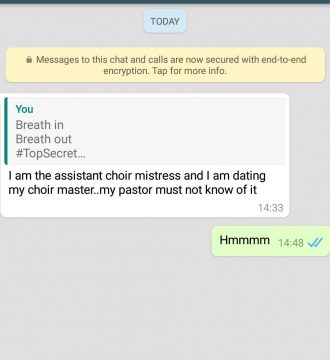 TODAY
Messages to this chat and calls are now secured with end-to-end
encryption. Tap for more info.
You
Breath in
Breath out
#TopSecret...
I am the assistant choir mistress and I am dating
my choir master..my pastor must not know of it
14:33
Hmmmm 14:48